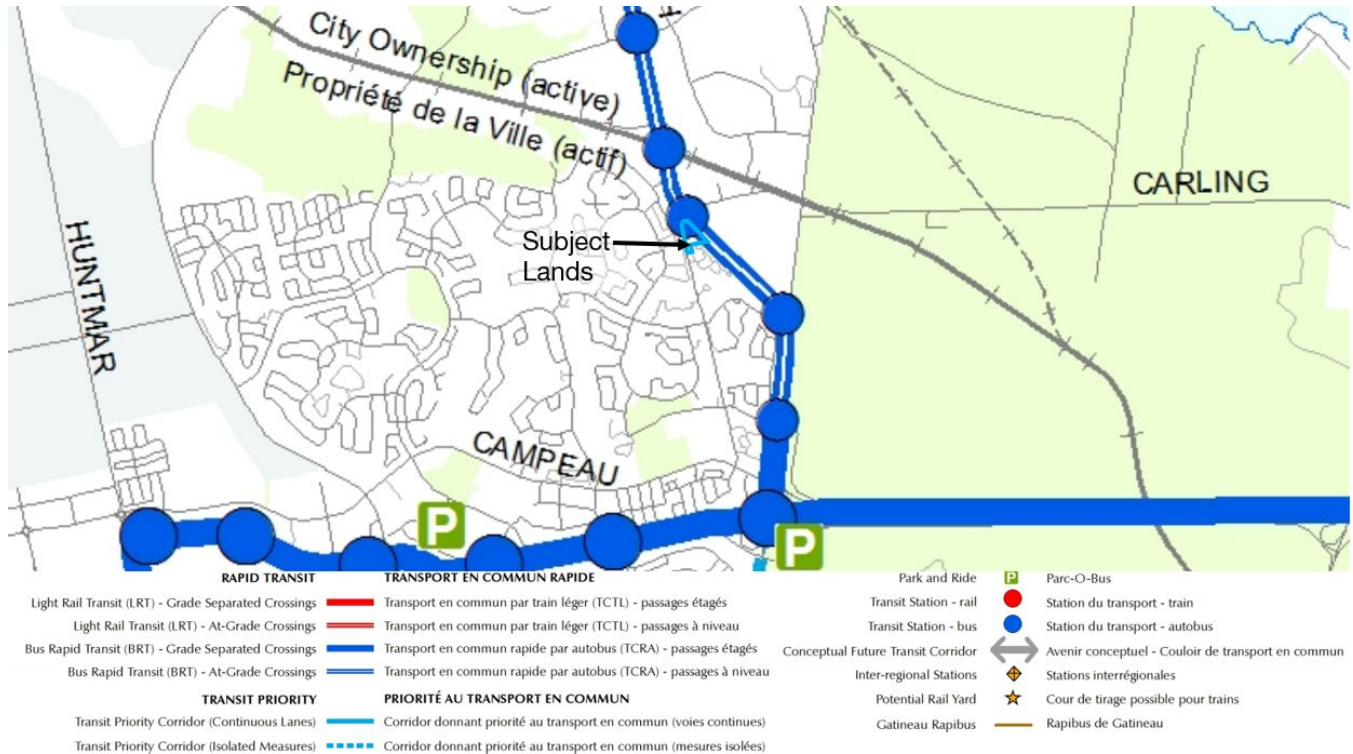 City Ownership (active)
Propriété de la Ville (actif)
CARLING
HUNTMAR
Subject
Lands
CAMPEAU
P
P
RAPID TRANSIT TRANSPORT EN COMMUN RAPIDE
Light Rail Transit (LRT) - Grade Separated Crossings Transport en commun par train léger (TCTL) - passages étagés
Light Rail Transit (LRT) - At-Grade Crossings Transport en commun par train léger (TCTL) - passages à niveau
Bus Rapid Transit (BRT) - Grade Separated Crossings Transport en commun rapide par autobus (TCRA) - passages étagés
Bus Rapid Transit (BRT) - At-Grade Crossings Transport en commun rapide par autobus (TCRA) - passages à niveau
TRANSIT PRIORITY PRIORITÉ AU TRANSPORT EN COMMUN
Transit Priority Corridor (Continuous Lanes) Corridor donnant priorité au transport en commun (voies continues)
Transit Priority Corridor (Isolated Measures) Corridor donnant priorité au transport en commun (mesures isolées)
Park and Ride P Parc-O-Bus
Transit Station - rail Station du transport - train
Transit Station - bus Station du transport - autobus
Conceptual Future Transit Corridor Avenir conceptuel - Couloir de transport en commun
Inter-regional Stations Stations interrégionales
Potential Rail Yard Cour de tirage possible pour trains
Gatineau Rapibus Rapibus de Gatineau